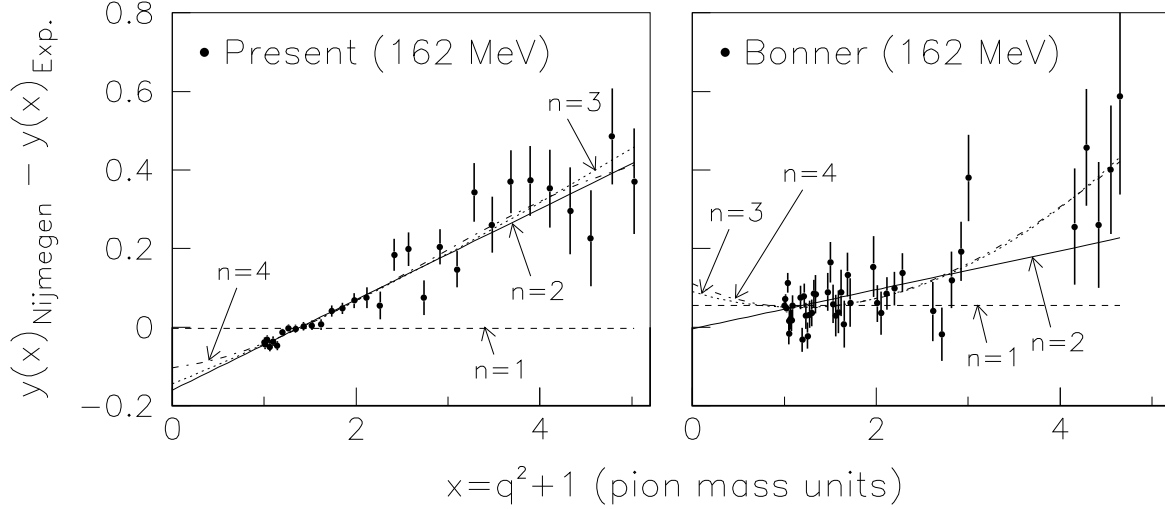 y(x)Nijmegen − y(x)Exp.
0.8
0.6
0.4
0.2
0
−0.2
Present (162 MeV)
n=3
n=2
n=4
n=1
0
2
4
Bonner (162 MeV)
n=4
n=3
n=1
n=2
0
2
4
x=q²+1 (pion mass units)